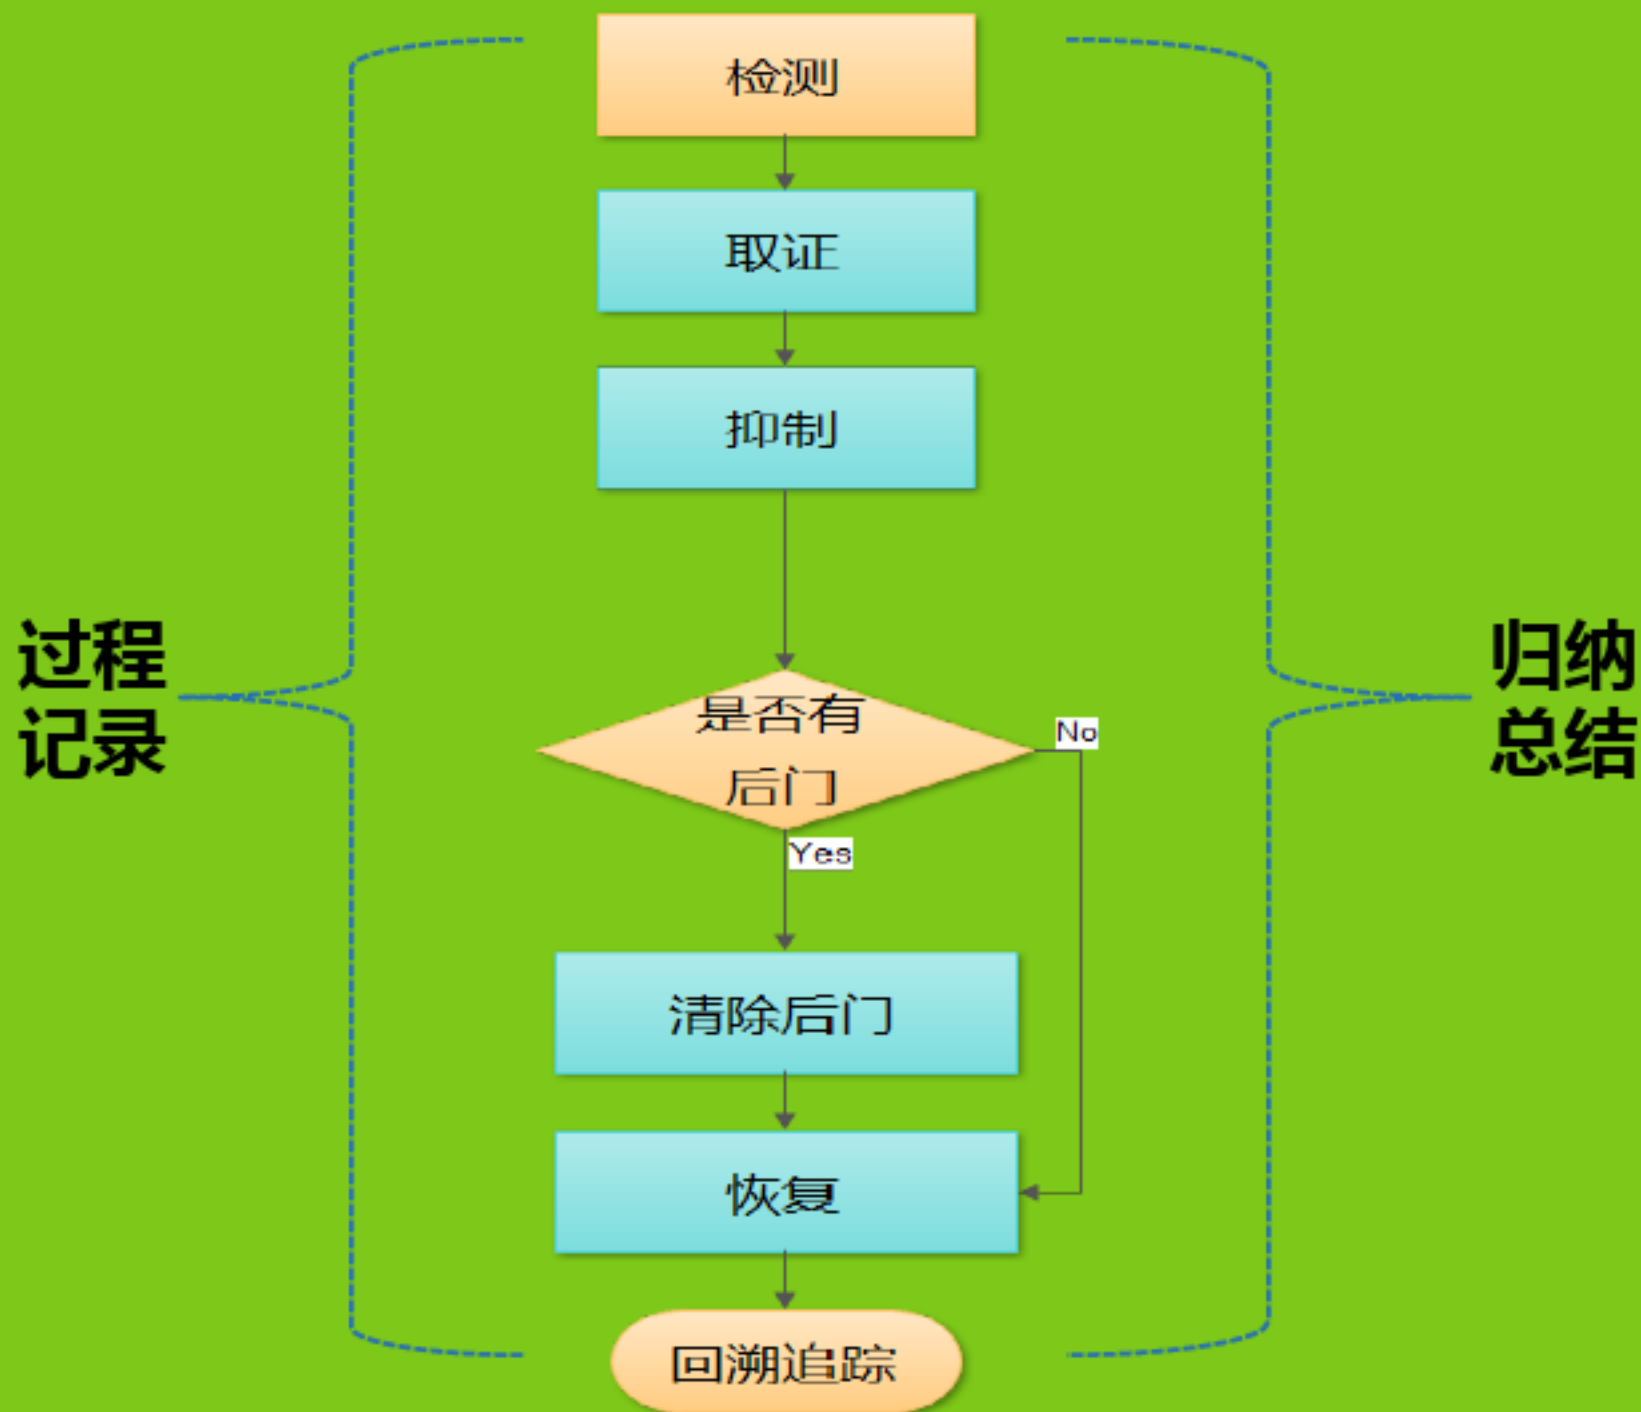 检测
取证
抑制
过程
记录
是否有
后门
No
Yes
归纳
总结
清除后门
恢复
回溯追踪